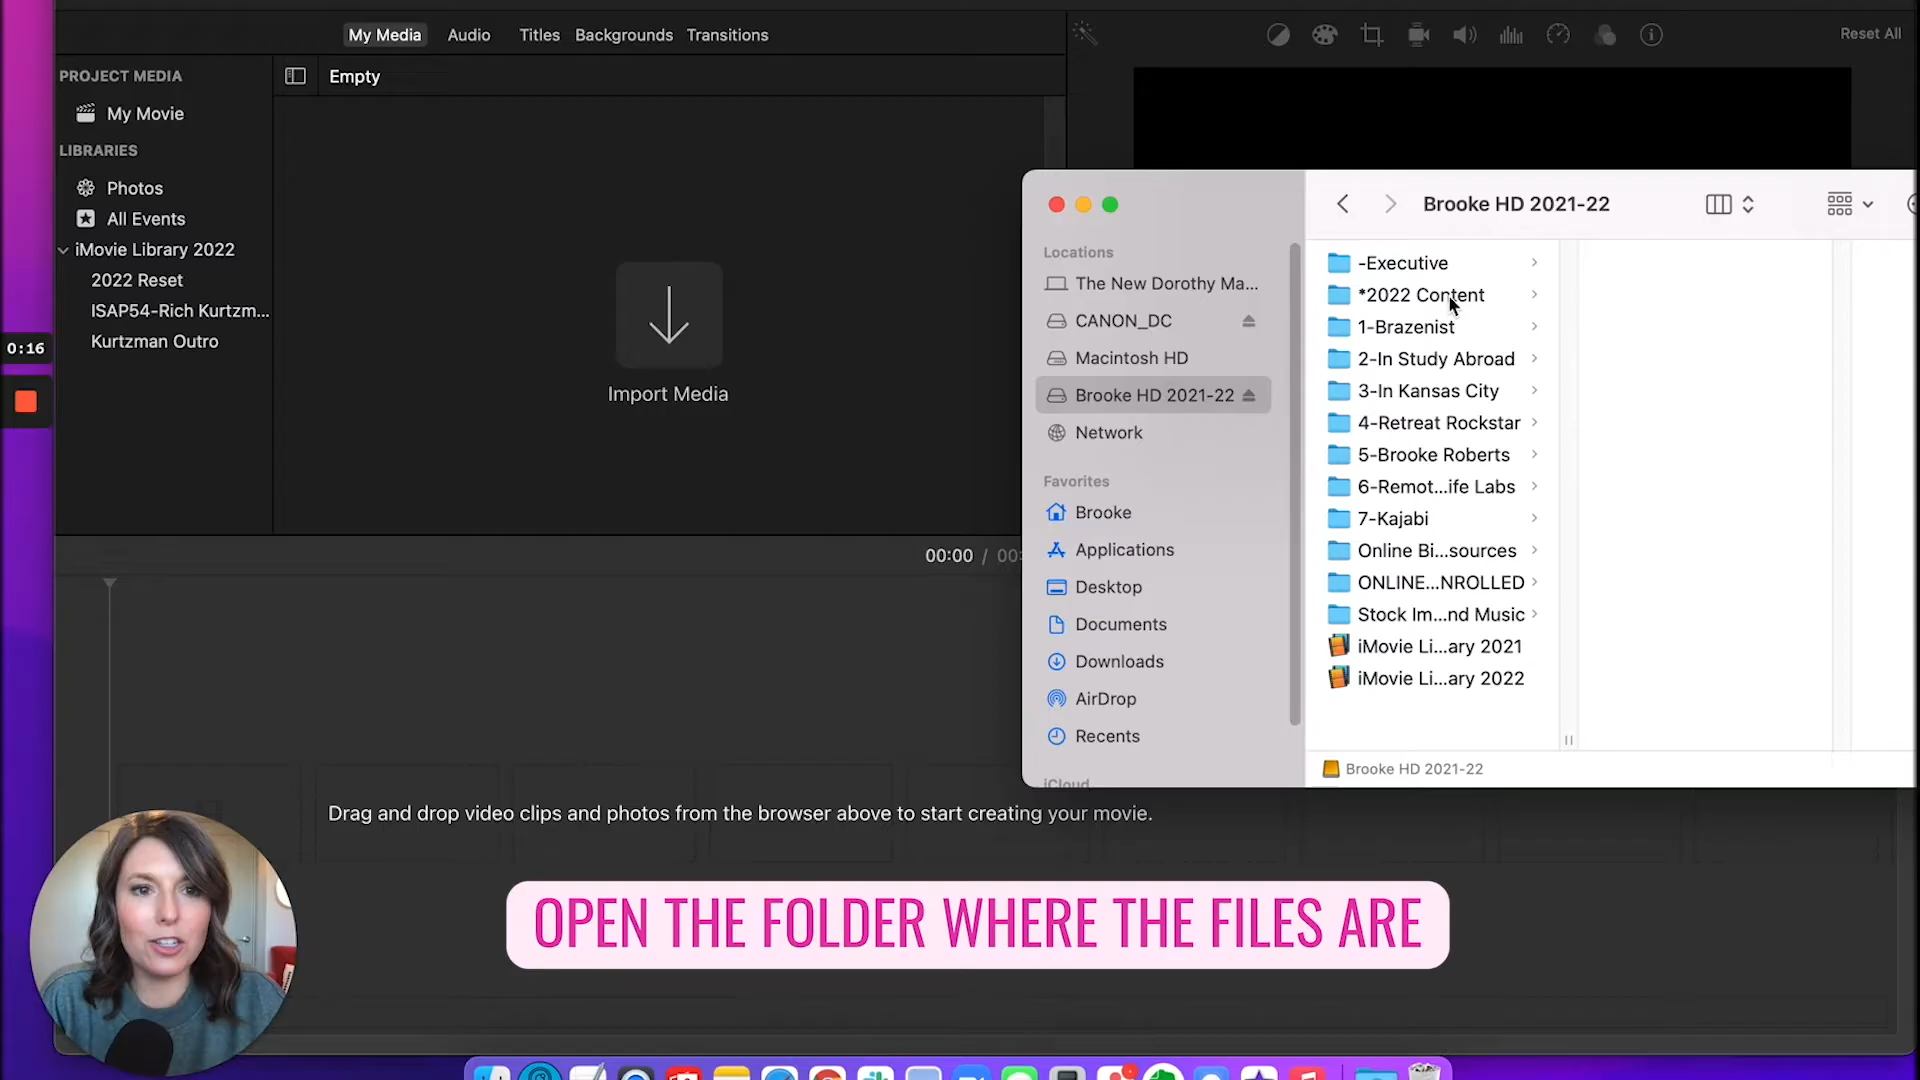 My Media
Audio
Titles
Backgrounds
Transitions
Reset All
PROJECT MEDIA
My Movie
LIBRARIES
Photos
All Events
iMovie Library 2022
2022 Reset
ISAP54-Rich Kurtzm...
Kurtzman Outro
Empty
Import Media
0:16
00:00 / 00:
Drag and drop video clips and photos from the browser above to start creating your movie.
Locations
The New Dorothy Ma...
CANON_DC
Macintosh HD
Brooke HD 2021-22
Network
Favorites
Brooke
Applications
Desktop
Documents
Downloads
AirDrop
Recents
iCloud
Brooke HD 2021-22
-Executive
*2022 Content
1-Brazenist
2-In Study Abroad
3-In Kansas City
4-Retreat Rockstar
5-Brooke Roberts
6-Remot...ife Labs
7-Kajabi
Online Bi...sources
ONLINE...NROLLED
Stock Im...nd Music
iMovie Li...ary 2021
iMovie Li...ary 2022
Brooke HD 2021-22
OPEN THE FOLDER WHERE THE FILES ARE